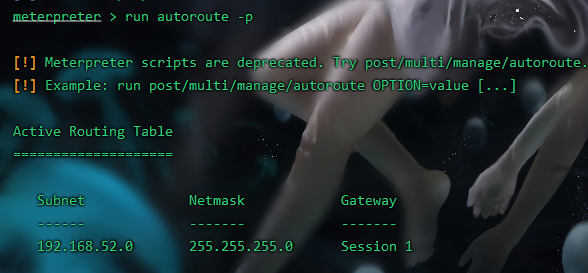 meterpreter > run autoroute -p
[!] Meterpreter scripts are deprecated. Try post/multi/manage/autoroute.
[!] Example: run post/multi/manage/autoroute OPTION=value [...]
Active Routing Table
====================
Subnet Netmask Gateway
------ ------- -------
192.168.52.0 255.255.255.0 Session 1